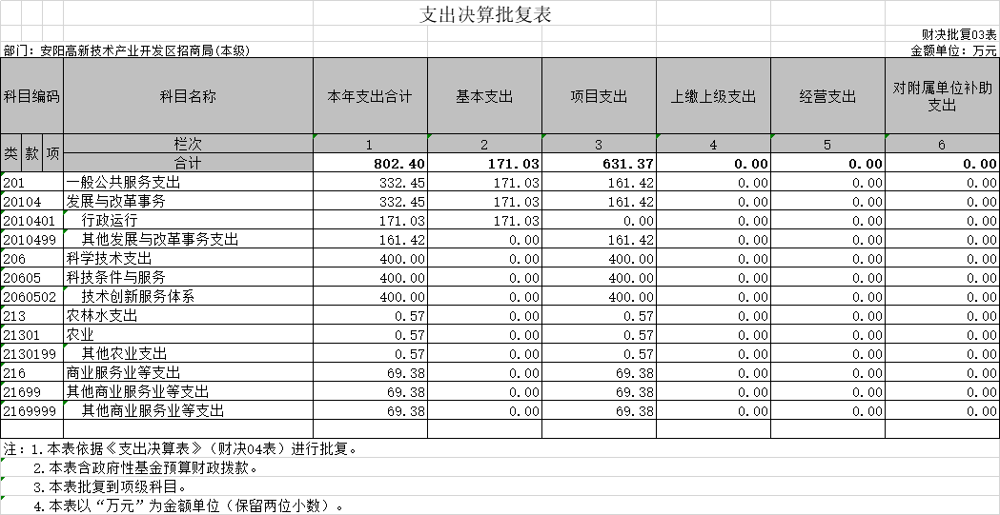 支出决算批复表
财决批复03表
部门：安阳高新技术产业开发区招商局(本级) 金额单位：万元
科目编码 科目名称 本年支出合计 基本支出 项目支出 上缴上级支出 经营支出 对附属单位补助支出
类 款 项 栏次 1 2 3 4 5 6
合计 802.40 171.03 631.37 0.00 0.00 0.00
201 一般公共服务支出 332.45 171.03 161.42 0.00 0.00 0.00
20104 发展与改革事务 332.45 171.03 161.42 0.00 0.00 0.00
2010401 行政运行 171.03 171.03 0.00 0.00 0.00 0.00
2010499 其他发展与改革事务支出 161.42 0.00 161.42 0.00 0.00 0.00
206 科学技术支出 400.00 0.00 400.00 0.00 0.00 0.00
20605 科技条件与服务 400.00 0.00 400.00 0.00 0.00 0.00
2060502 技术创新服务体系 400.00 0.00 400.00 0.00 0.00 0.00
213 农林水支出 0.57 0.00 0.57 0.00 0.00 0.00
21301 农业 0.57 0.00 0.57 0.00 0.00 0.00
2130199 其他农业支出 0.57 0.00 0.57 0.00 0.00 0.00
216 商业服务业等支出 69.38 0.00 69.38 0.00 0.00 0.00
21699 其他商业服务业等支出 69.38 0.00 69.38 0.00 0.00 0.00
2169999 其他商业服务业等支出 69.38 0.00 69.38 0.00 0.00 0.00
注：1.本表依据《支出决算表》（财决04表）进行批复。
2.本表含政府性基金预算财政拨款。
3.本表批复到项级科目。
4.本表以“万元”为金额单位（保留两位小数）。